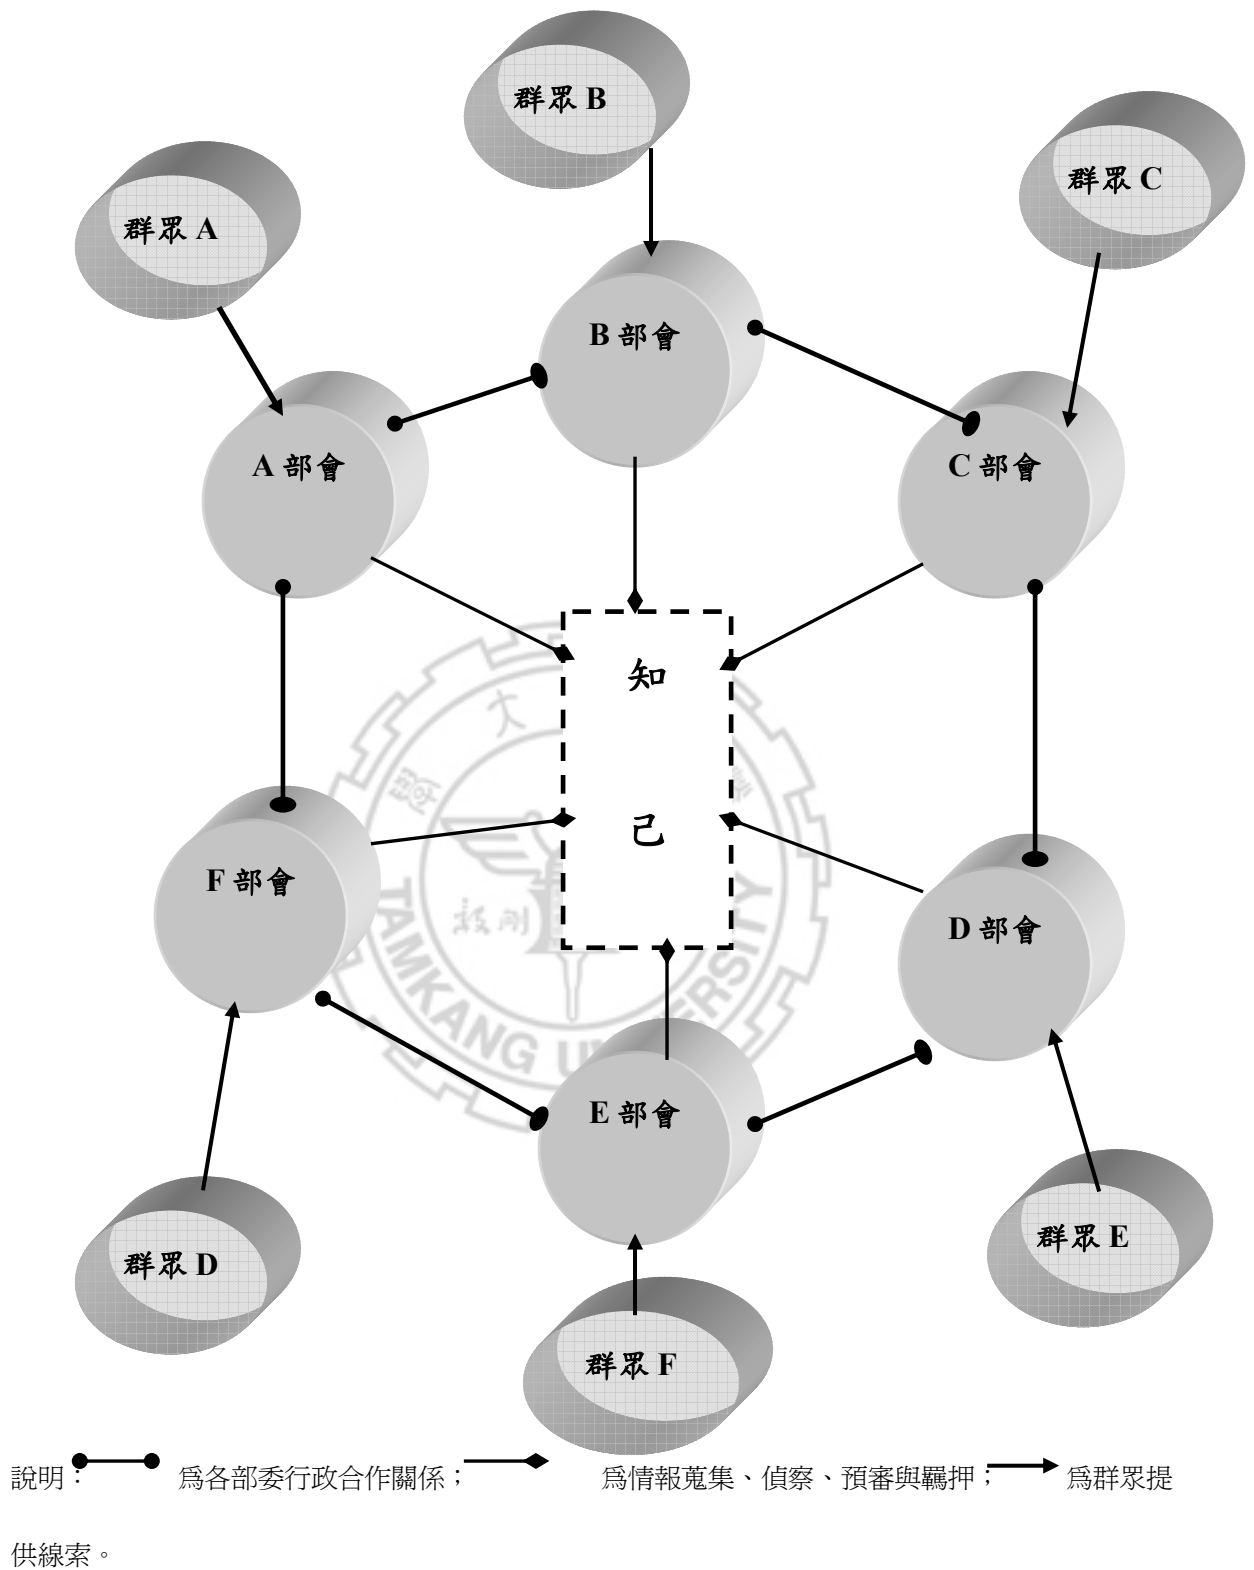 群眾 B
群眾 C
群眾 A
B 部會
A 部會
C 部會
知
己
大
F 部會
D 部會
TAMKANG UNIVERSITY
E 部會
群眾 D
群眾 E
群眾 F
說明： 為各部委行政合作關係； 為情報蒐集、偵察、預審與羈押； 為群眾提
供線索。